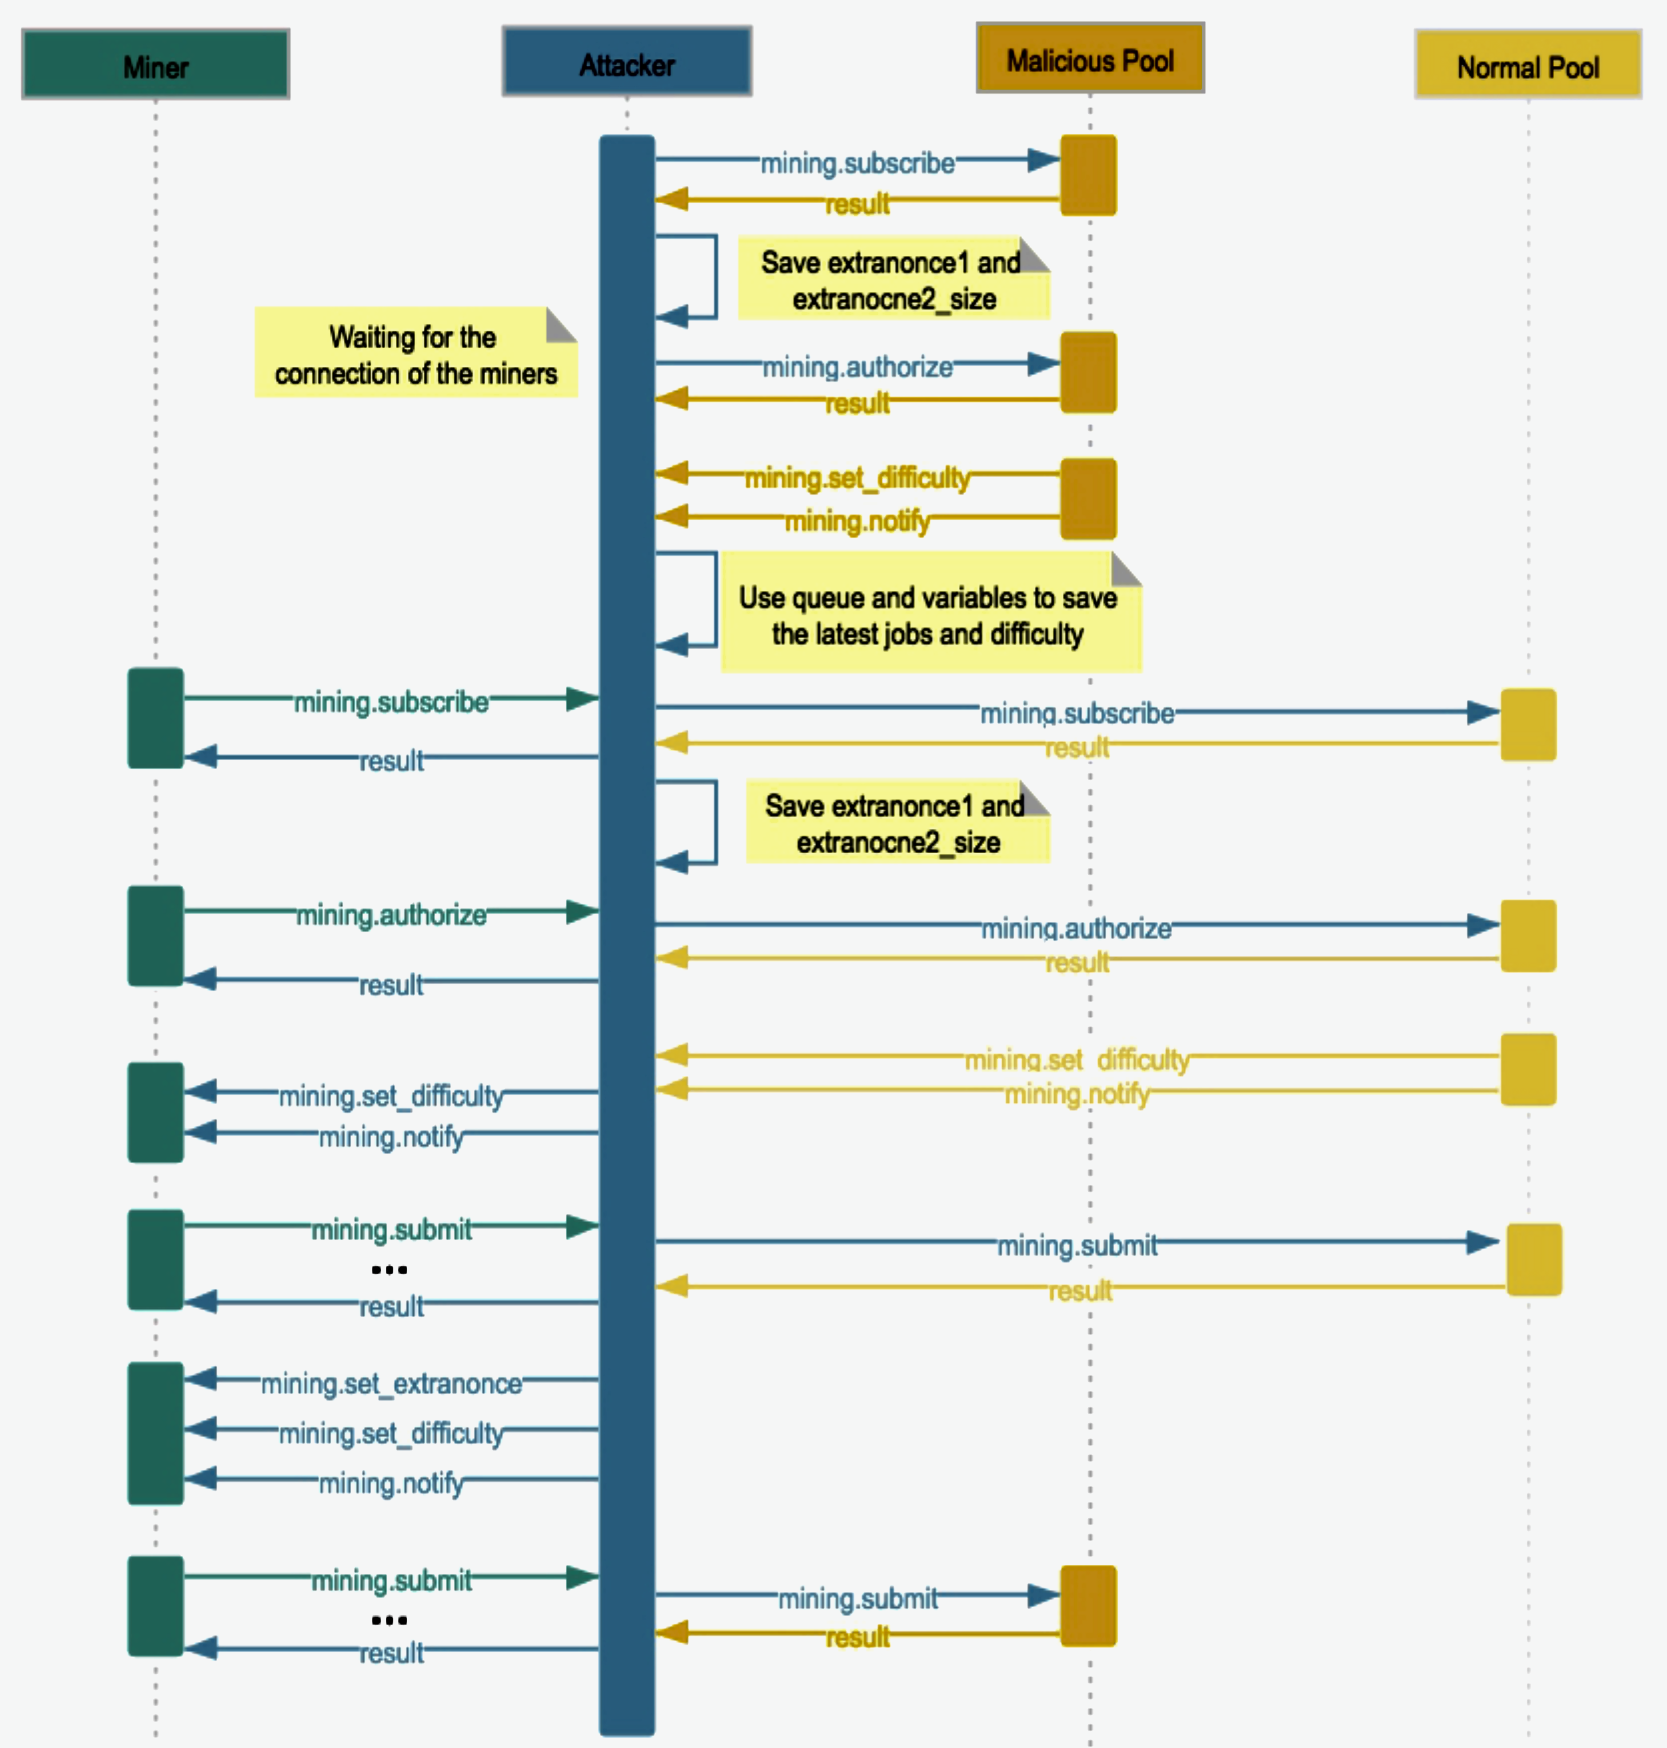 Miner
Attacker
Malicious Pool
Normal Pool
mining.subscribe
result
Save extranonce1 and
extranocne2_size
Waiting for the
connection of the miners
mining.authorize
result
mining.set_difficulty
mining.notify
Use queue and variables to save
the latest jobs and difficulty
mining.subscribe
mining.subscribe
result
result
Save extranonce1 and
extranocne2_size
mining.authorize
mining.authorize
result
result
mining.set_difficulty
mining.notify
mining.set_difficulty
mining.notify
mining.submit
...
mining.submit
result
result
mining.set_extranonce
mining.set_difficulty
mining.notify
mining.submit
...
mining.submit
result
result